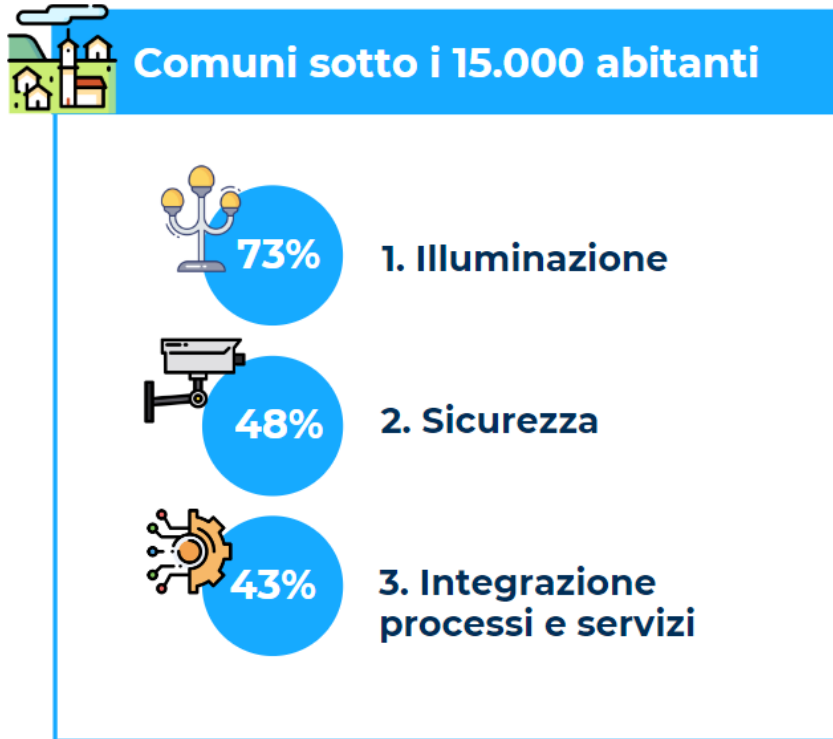 Comuni sotto i 15.000 abitanti
73%
1. Illuminazione
48%
2. Sicurezza
43%
3. Integrazione
processi e servizi